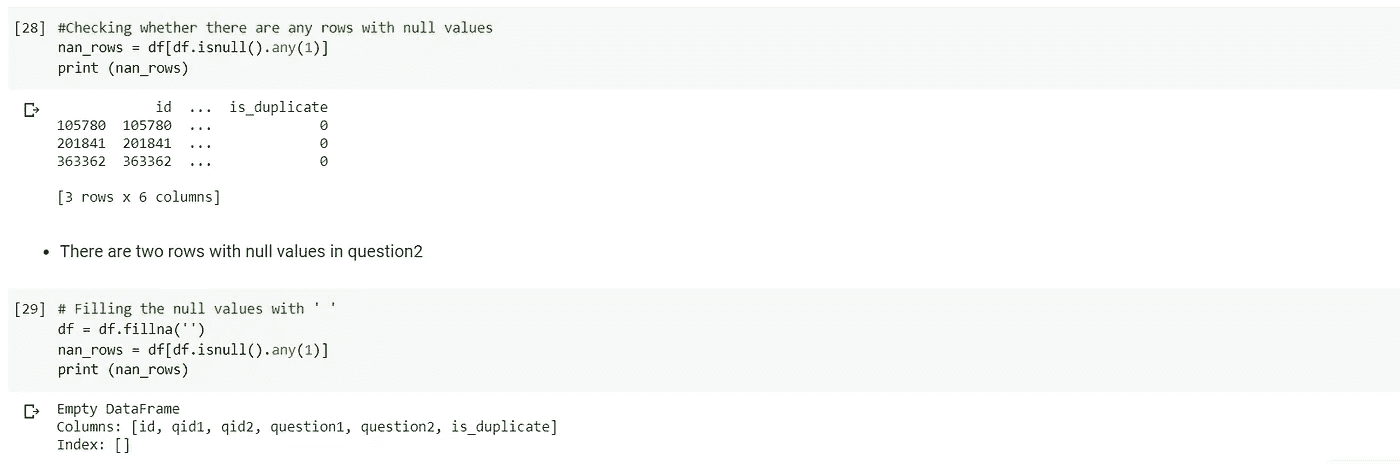 [28] #Checking whether there are any rows with null values
nan_rows = df[df.isnull().any(1)]
print (nan_rows)
id ... is_duplicate
105780 105780 ... 0
201841 201841 ... 0
363362 363362 ... 0
[3 rows x 6 columns]
• There are two rows with null values in question2
[29] # Filling the null values with ' '
df = df.fillna('')
nan_rows = df[df.isnull().any(1)]
print (nan_rows)
Empty DataFrame
Columns: [id, qid1, qid2, question1, question2, is_duplicate]
Index: []